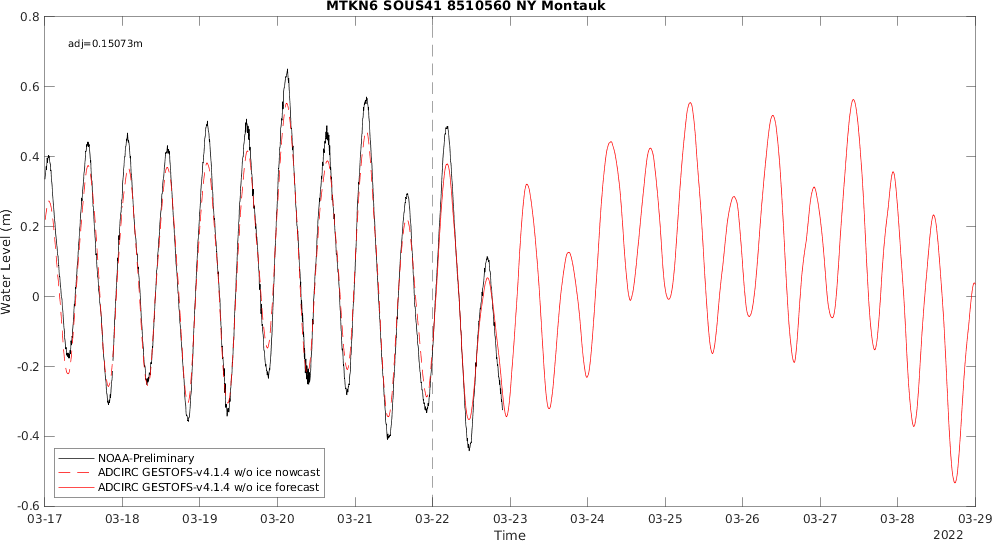 MTKN6 SOUS41 8510560 NY Montauk
adj=0.15073m
0.8
0.6
0.4
0.2
0
-0.2
-0.4
-0.6
Water Level (m)
NOAA-Preliminary
ADCIRC GESTOFS-v4.1.4 w/o ice nowcast
ADCIRC GESTOFS-v4.1.4 w/o ice forecast
03-17 03-18 03-19 03-20 03-21 03-22 03-23 03-24 03-25 03-26 03-27 03-28 03-29
Time
2022